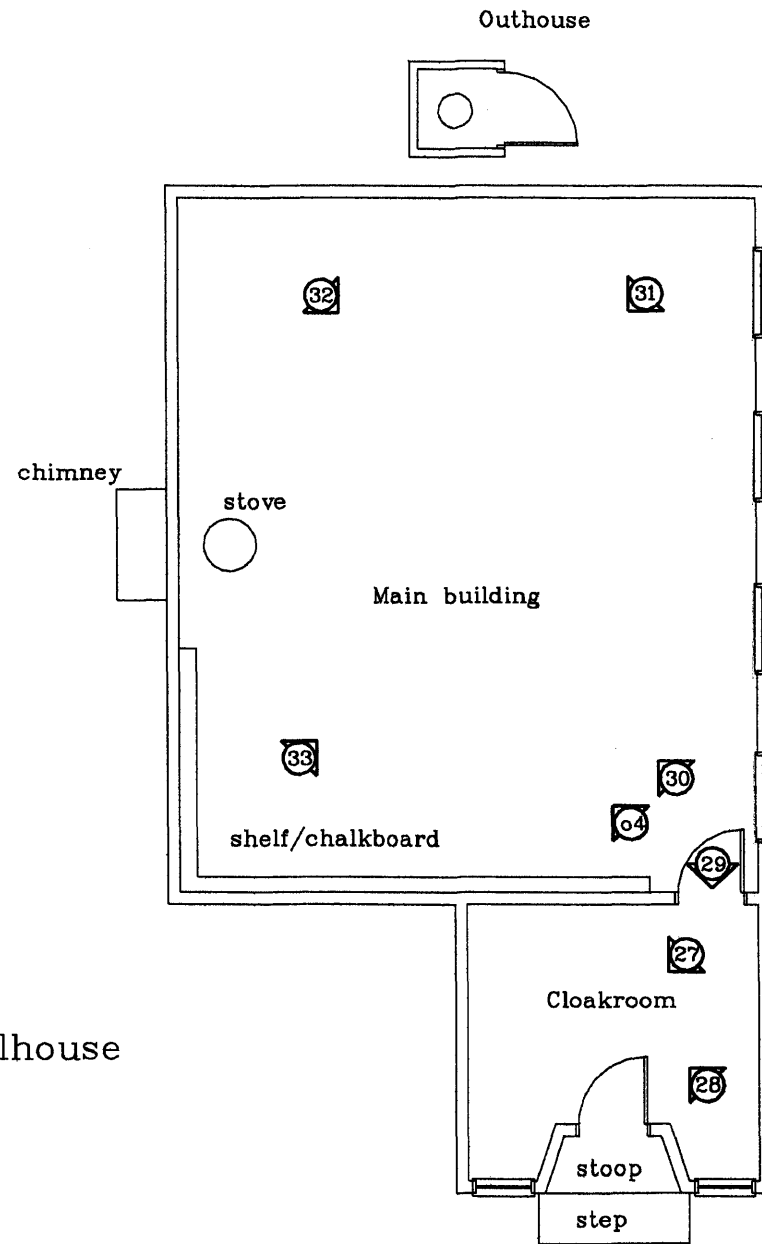 Outhouse
32
31
chimney
stove
Main building
33
30
o4
shelf/chalkboard
29
27
Cloakroom
lhouse
28
stoop
step